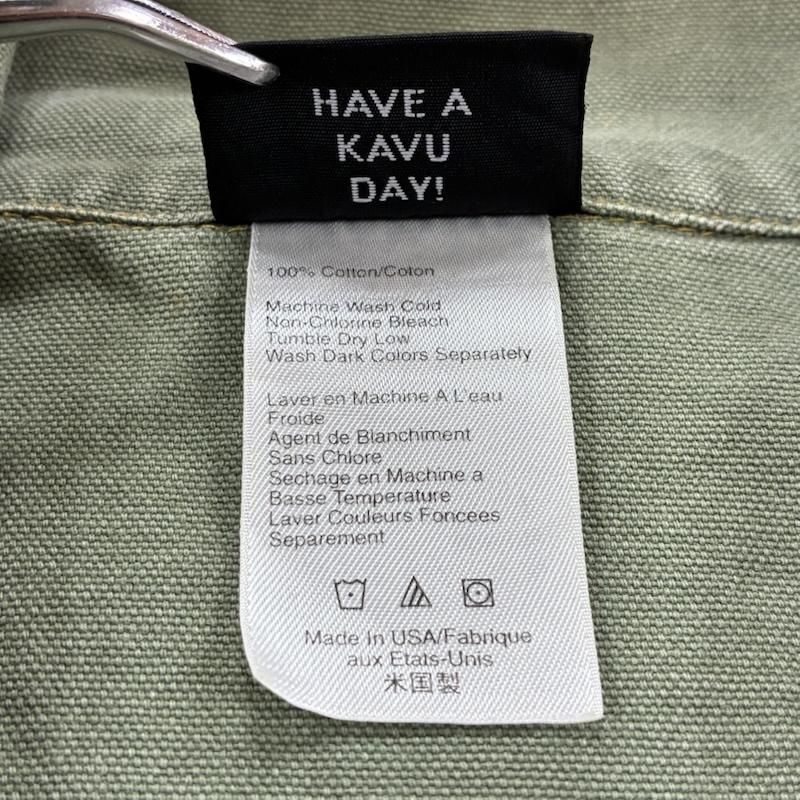 HAVE A
KAVU
DAY!
100% Cotton/Coton
Machine Wash Cold
Non-Chlorine Bleach
Tumble Dry Low
Wash Dark Colors Separately
Laver en Machine A L'eau
Froide
Agent de Blanchiment
Sans Chlore
Sechage en Machine a
Basse Temperature
Laver Couleurs Foncees
Separement
Made In USA/Fabrique
aux Etats-Unis
米国製